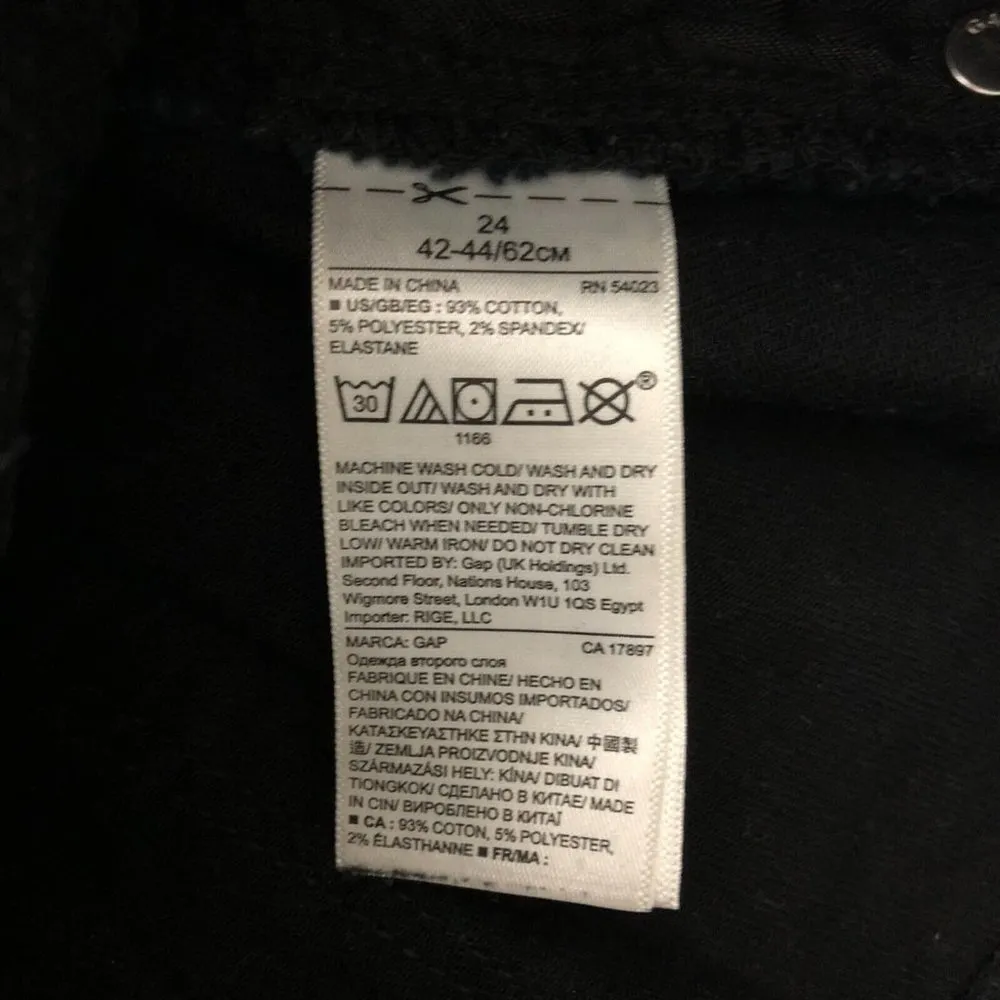 GA
24
42-44/62CM
MADE IN CHINA RN 54023
■ US/GB/EG : 93% COTTON,
5% POLYESTER, 2% SPANDEX/
ELASTANE
30
1166
®
MACHINE WASH COLD/ WASH AND DRY
INSIDE OUT/ WASH AND DRY WITH
LIKE COLORS/ ONLY NON-CHLORINE
BLEACH WHEN NEEDED/ TUMBLE DRY
LOW/ WARM IRON/ DO NOT DRY CLEAN
IMPORTED BY: Gap (UK Holdings) Ltd.
Second Floor, Nations House, 103
Wigmore Street, London W1U 1QS Egypt
Importer: RIGE, LLC
MARCA: GAP CA 17897
Одежда второго слоя
FABRIQUE EN CHINE/ HECHO EN
CHINA CON INSUMOS IMPORTADOS/
FABRICADO NA CHINA/
ΚΑΤΑΣΚΕΥΑΣΤΗΚΕ ΣΤΗΝ ΚΙΝΑ/ 中國製
造/ ZEMLJA PROIZVODNJE KINA/
SZÁRMAZÁSI HELY: KÍNA/ DIBUAT DI
TIONGKOK/ СДЕЛАНО В КИТАЕ/ MADE
IN CIN/ ВИРОБЛЕНО В КИТАЇ
■ CA : 93% COTON, 5% POLYESTER,
2% ÉLASTHANNE ■ FR/MA :